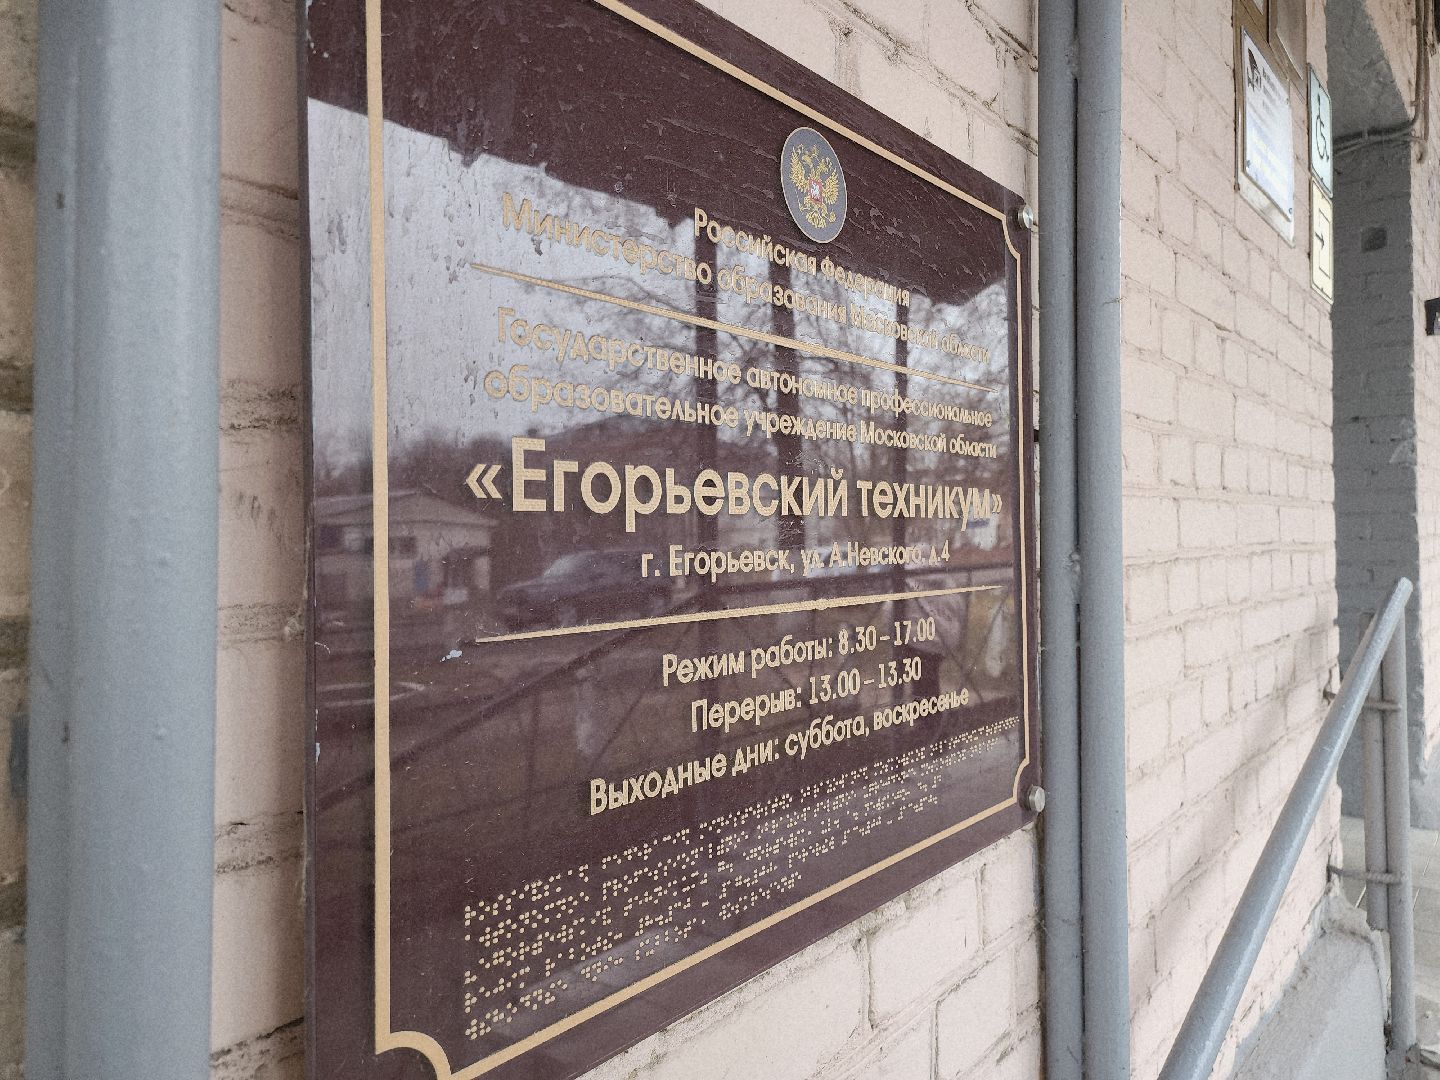 Российская Федерация
Министерство образования Московской области
Государственное автономное профессиональное
образовательное учреждение Московской области
«Егорьевский техникум»
г. Егорьевск, ул. А.Невского, д.4
Режим работы: 8.30 – 17.00
Перерыв: 13.00 – 13.30
Выходные дни: суббота, воскресенье